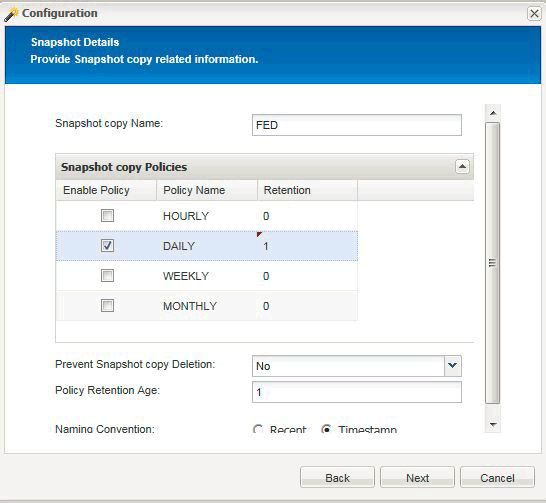 Configuration
Snapshot Details
Provide Snapshot copy related information.
Snapshot copy Name: FED
Snapshot copy Policies
Enable Policy Policy Name Retention
HOURLY 0
DAILY 1
WEEKLY 0
MONTHLY 0
Prevent Snapshot copy Deletion: No
Policy Retention Age: 1
Naming Convention: Recent Timestamp
Back Next Cancel